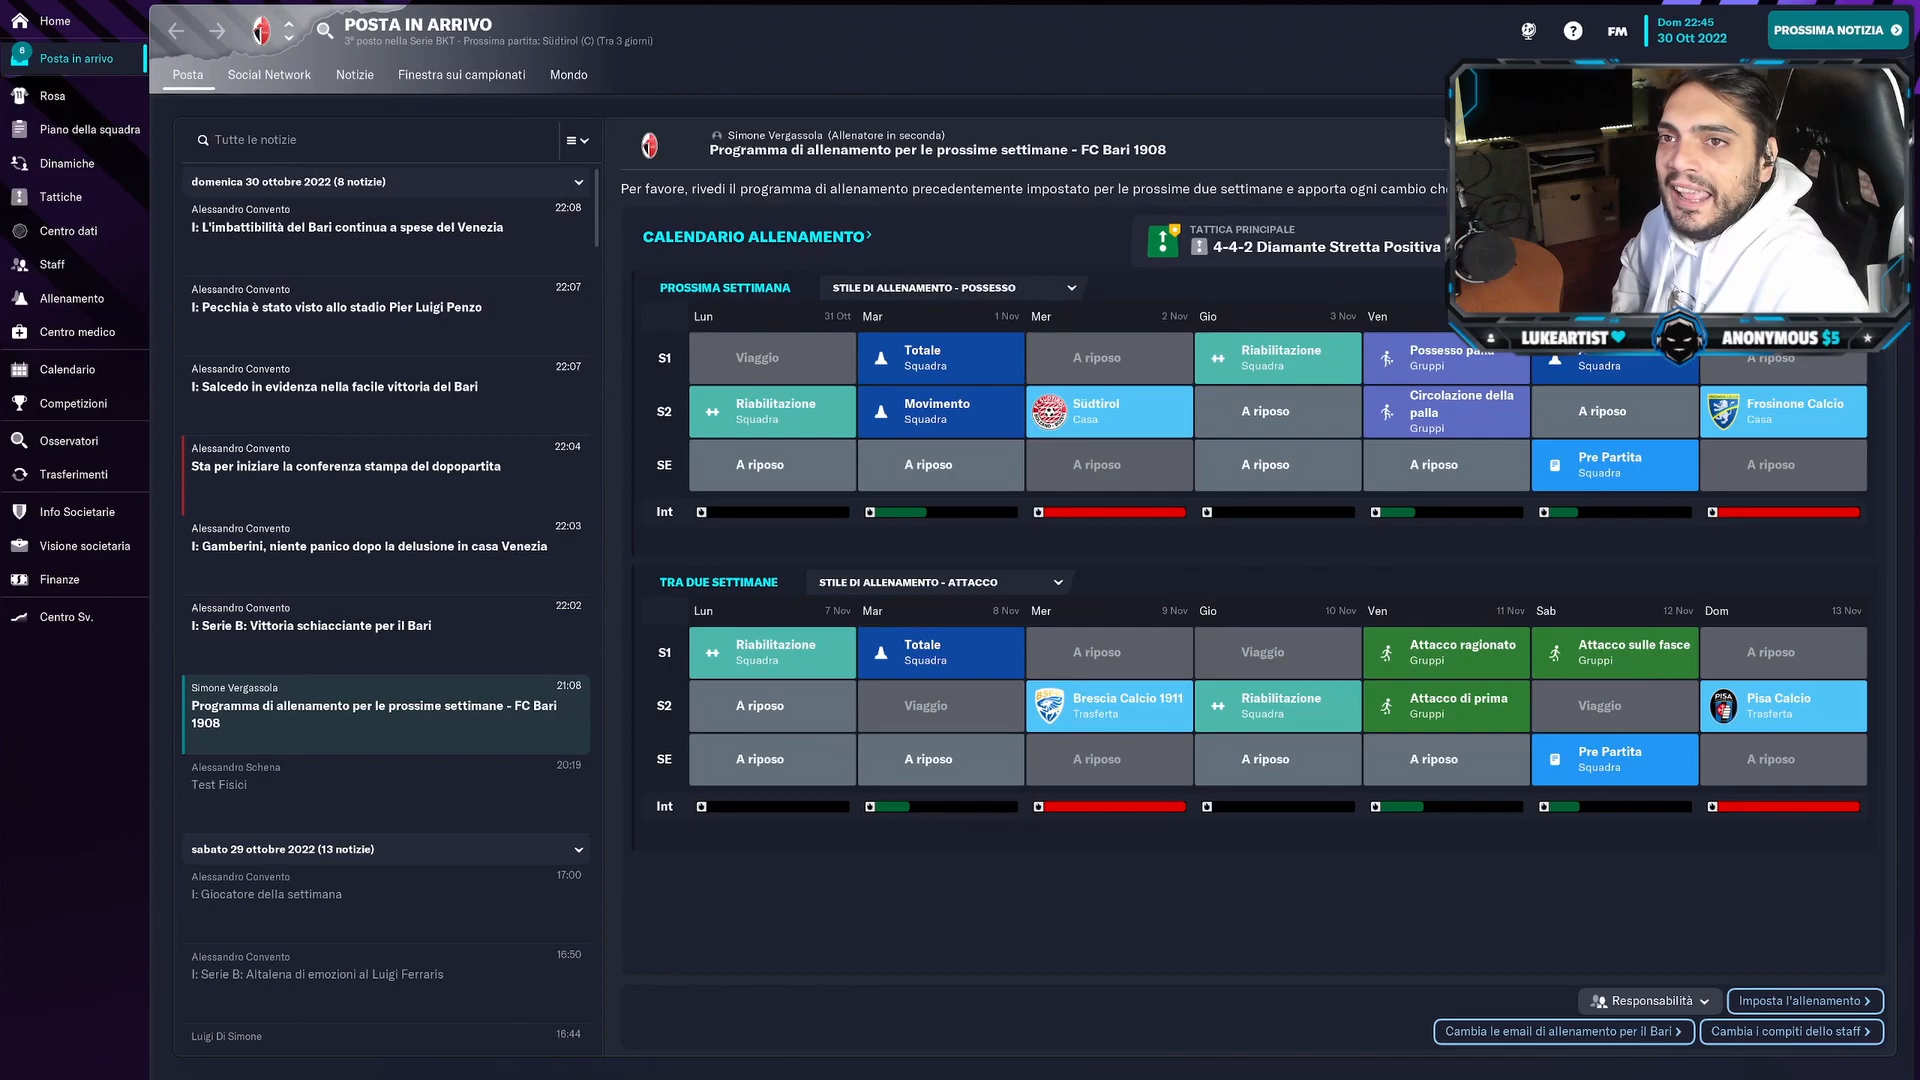 Home
6
Posta in arrivo
Rosa
Piano della squadra
Dinamiche
Tattiche
Centro dati
Staff
Allenamento
Centro medico
Calendario
Competizioni
Osservatori
Trasferimenti
Info Societarie
Visione societaria
Finanze
Centro Sv.
POSTA IN ARRIVO
3° posto nella Serie BKT - Prossima partita: Südtirol (C) (Tra 3 giorni)
FM
Dom 22:45
30 Ott 2022
PROSSIMA NOTIZIA
Posta
Social Network
Notizie
Finestra sui campionati
Mondo
Tutte le notizie
domenica 30 ottobre 2022 (8 notizie)
Alessandro Convento 22:08
I: L'imbattibilità del Bari continua a spese del Venezia
Alessandro Convento 22:07
I: Pecchia è stato visto allo stadio Pier Luigi Penzo
Alessandro Convento 22:07
I: Salcedo in evidenza nella facile vittoria del Bari
Alessandro Convento 22:04
Sta per iniziare la conferenza stampa del dopopartita
Alessandro Convento 22:03
I: Gamberini, niente panico dopo la delusione in casa Venezia
Alessandro Convento 22:02
I: Serie B: Vittoria schiacciante per il Bari
Simone Vergassola 21:08
Programma di allenamento per le prossime settimane - FC Bari
1908
Alessandro Schena 20:19
Test Fisici
sabato 29 ottobre 2022 (13 notizie)
Alessandro Convento 17:00
I: Giocatore della settimana
Alessandro Convento 16:50
I: Serie B: Altalena di emozioni al Luigi Ferraris
Luigi Di Simone 16:44
Simone Vergassola (Allenatore in seconda)
Programma di allenamento per le prossime settimane - FC Bari 1908
Per favore, rivedi il programma di allenamento precedentemente impostato per le prossime due settimane e apporta ogni cambio che
CALENDARIO ALLENAMENTO
TATTICA PRINCIPALE
4-4-2 Diamante Stretta Positiva
LUKEARTIST
ANONYMOUS $5
PROSSIMA SETTIMANA
STILE DI ALLENAMENTO - POSSESSO
Lun 31 Ott Mar 1 Nov Mer 2 Nov Gio 3 Nov Ven
S1
Viaggio
Totale
Squadra
A riposo
Riabilitazione
Squadra
Possesso palla
Gruppi
Squadra
A riposo
S2
Riabilitazione
Squadra
Movimento
Squadra
Südtirol
Casa
A riposo
Circolazione della
palla
Gruppi
A riposo
Frosinone Calcio
Casa
SE
A riposo
A riposo
A riposo
A riposo
A riposo
Pre Partita
Squadra
A riposo
Int
TRA DUE SETTIMANE
STILE DI ALLENAMENTO - ATTACCO
Lun 7 Nov Mar 8 Nov Mer 9 Nov Gio 10 Nov Ven 11 Nov Sab 12 Nov Dom 13 Nov
S1
Riabilitazione
Squadra
Totale
Squadra
A riposo
Viaggio
Attacco ragionato
Gruppi
Attacco sulle fasce
Gruppi
A riposo
S2
A riposo
Viaggio
Brescia Calcio 1911
Trasferta
Riabilitazione
Squadra
Attacco di prima
Gruppi
Viaggio
Pisa Calcio
Trasferta
SE
A riposo
A riposo
A riposo
A riposo
A riposo
Pre Partita
Squadra
A riposo
Int
Responsabilità
Imposta l'allenamento
Cambia le email di allenamento per il Bari
Cambia i compiti dello staff